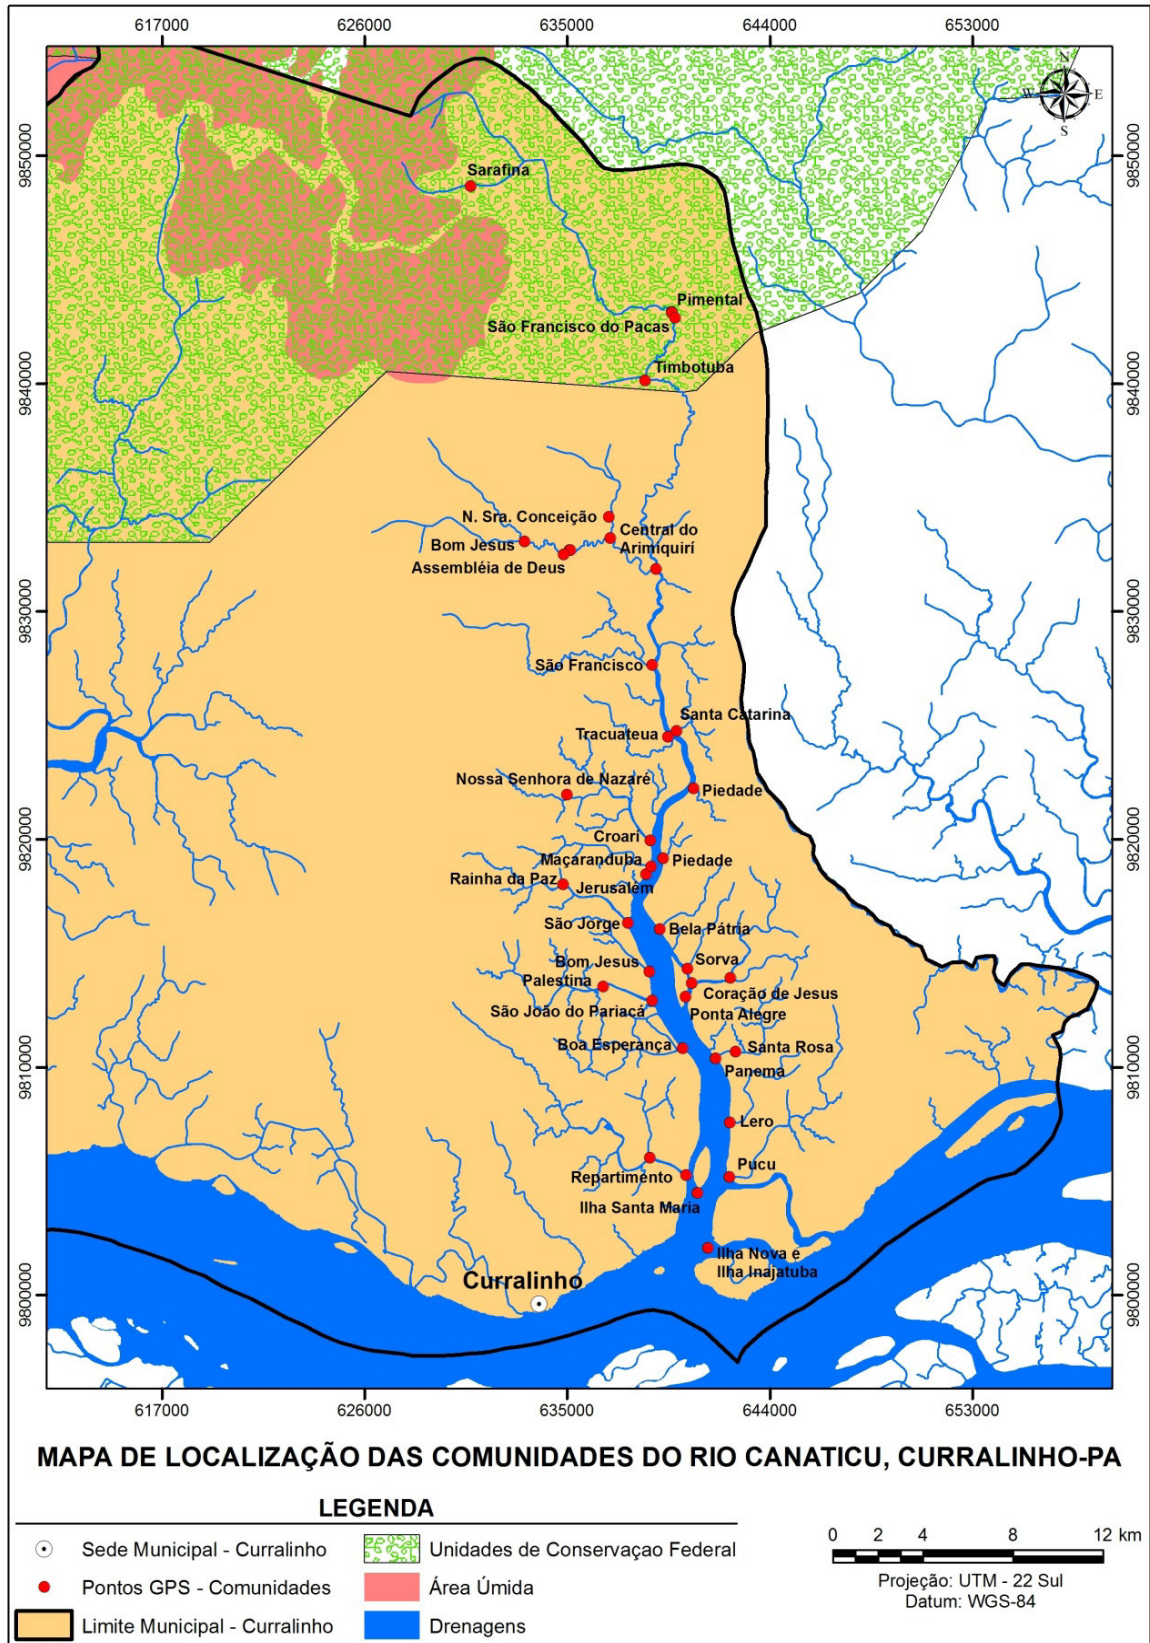 617000 626000 635000 644000 653000
N
W E
S
9850000 9850000
Sarafina
Pimental
São Francisco do Pacas
Timbotuba
9840000 9840000
N. Sra. Conceição
Central do
Arimiquirí
Bom Jesus
Assembléia de Deus
9830000 9830000
São Francisco
Santa Catarina
Tracuateua
Nossa Senhora de Nazaré
Piedade
9820000 9820000
Croarí
Maçaranduba
Piedade
Rainha da Paz
Jerusalém
São Jorge
Bela Pátria
Bom Jesus
Sorva
Palestina
Coração de Jesus
São João do Pariacá
Ponta Alegre
Boa Esperança
Santa Rosa
Panema
9810000 9810000
Lero
Repartimento
Pucu
Ilha Santa Maria
Ilha Nova e
Ilha Inajatuba
Curralinho
9800000 9800000
617000 626000 635000 644000 653000
MAPA DE LOCALIZAÇÃO DAS COMUNIDADES DO RIO CANATICU, CURRALINHO-PA
LEGENDA
Sede Municipal - Curralinho
Pontos GPS - Comunidades
Limite Municipal - Curralinho
Unidades de Conservaçao Federal
Área Úmida
Drenagens
0 2 4 8 12 km
Projeção: UTM - 22 Sul
Datum: WGS-84